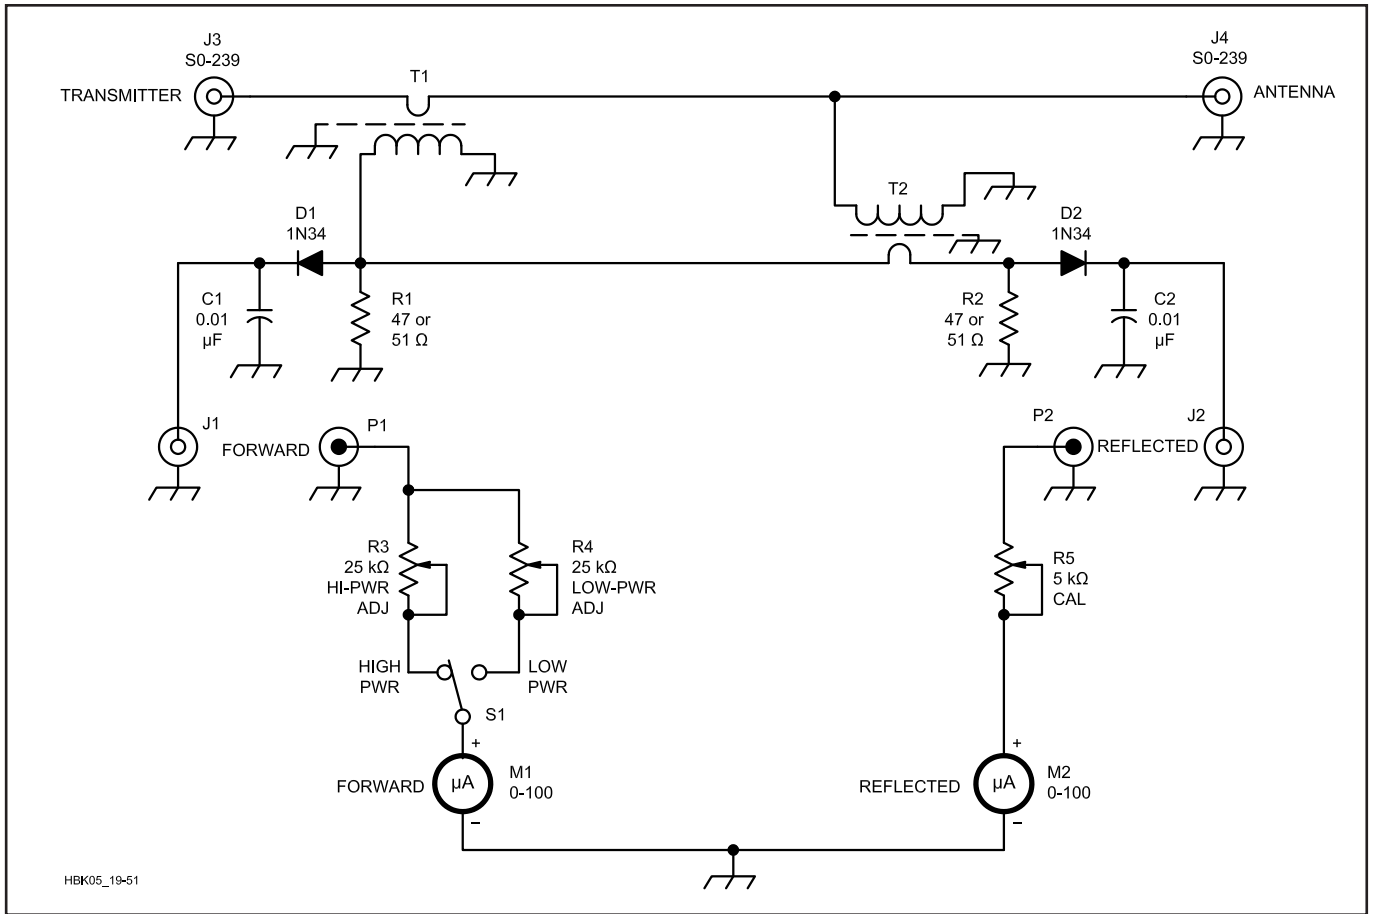 J3
S0-239
TRANSMITTER
T1
J4
S0-239
ANTENNA
D1
1N34
T2
D2
1N34
C1
0.01
µF
R1
47 or
51 Ω
R2
47 or
51 Ω
C2
0.01
µF
J1
FORWARD
P1
P2
REFLECTED
J2
R3
25 kΩ
HI-PWR
ADJ
R4
25 kΩ
LOW-PWR
ADJ
R5
5 kΩ
CAL
HIGH
PWR
LOW
PWR
S1
+
FORWARD
µA
M1
0-100
−
+
REFLECTED
µA
M2
0-100
−
HBK05_19-51